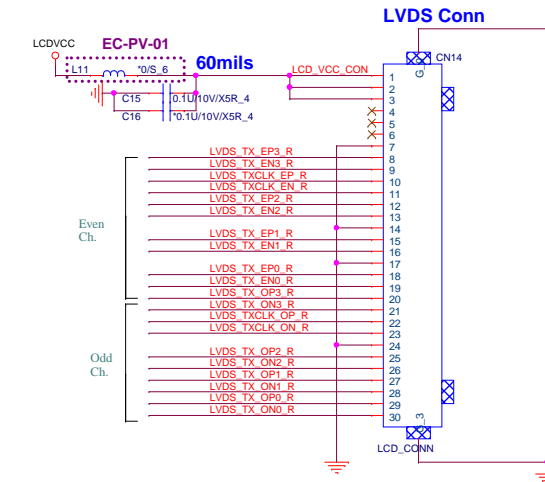 LVDS Conn
LCDVCC
EC-PV-01
60mils
L11
*0/S_6
LCD_VCC_CON
CN14
C15
0.1U/10V/X5R_4
C16
*0.1U/10V/X5R_4
1
2
3
4
5
6
7
LVDS_TX_EP3_R 8
LVDS_TX_EN3_R 9
LVDS_TXCLK_EP_R 10
LVDS_TXCLK_EN_R 11
LVDS_TX_EP2_R 12
LVDS_TX_EN2_R 13
14
LVDS_TX_EP1_R 15
LVDS_TX_EN1_R 16
17
LVDS_TX_EP0_R 18
LVDS_TX_EN0_R 19
LVDS_TX_OP3_R 20
LVDS_TX_ON3_R 21
LVDS_TXCLK_OP_R 22
LVDS_TXCLK_ON_R 23
24
LVDS_TX_OP2_R 25
LVDS_TX_ON2_R 26
LVDS_TX_OP1_R 27
LVDS_TX_ON1_R 28
LVDS_TX_OP0_R 29
LVDS_TX_ON0_R 30
Even
Ch.
Odd
Ch.
G_3
LCD_CONN